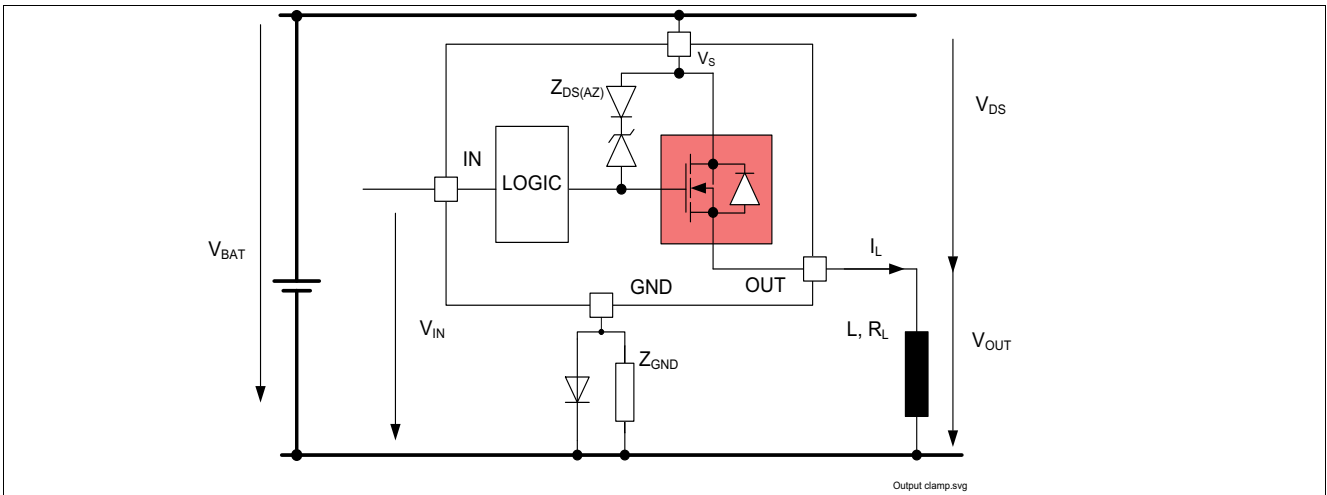 V_S
Z_DS(AZ)
V_DS
IN
LOGIC
V_BAT
I_L
GND
OUT
V_IN
L, R_L
V_OUT
Z_GND
Output clamp.svg